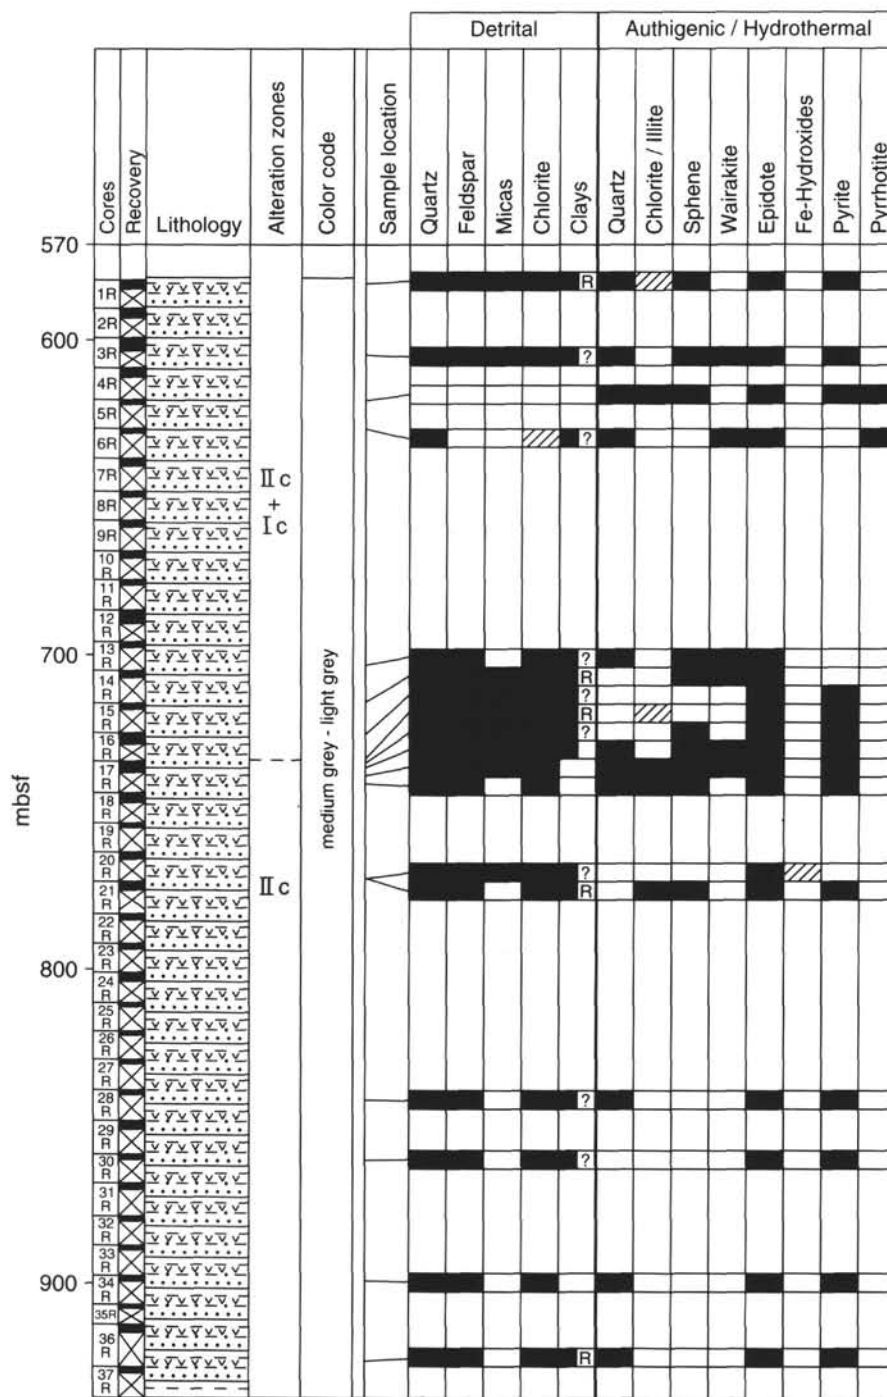 Detrital
Authigenic / Hydrothermal
Cores
Recovery
Lithology
Alteration zones
Color code
Sample location
Quartz
Feldspar
Micas
Chlorite
Clays
Quartz
Chlorite / Illite
Sphene
Wairakite
Epidote
Fe-Hydroxides
Pyrite
Pyrrhotite
570
1R
R
2R
600
3R
?
4R
5R
6R
?
7R
II c
8R
+
9R
I c
10 R
11 R
12 R
700
13 R
?
R
14 R
?
15 R
R
?
16 R
17 R
mbsf
medium grey - light grey
18 R
19 R
20 R
?
21 R
II c
R
22 R
23 R
800
24 R
25 R
26 R
27 R
28 R
?
29 R
30 R
?
31 R
32 R
33 R
900
34 R
35R
36 R
R
37 R